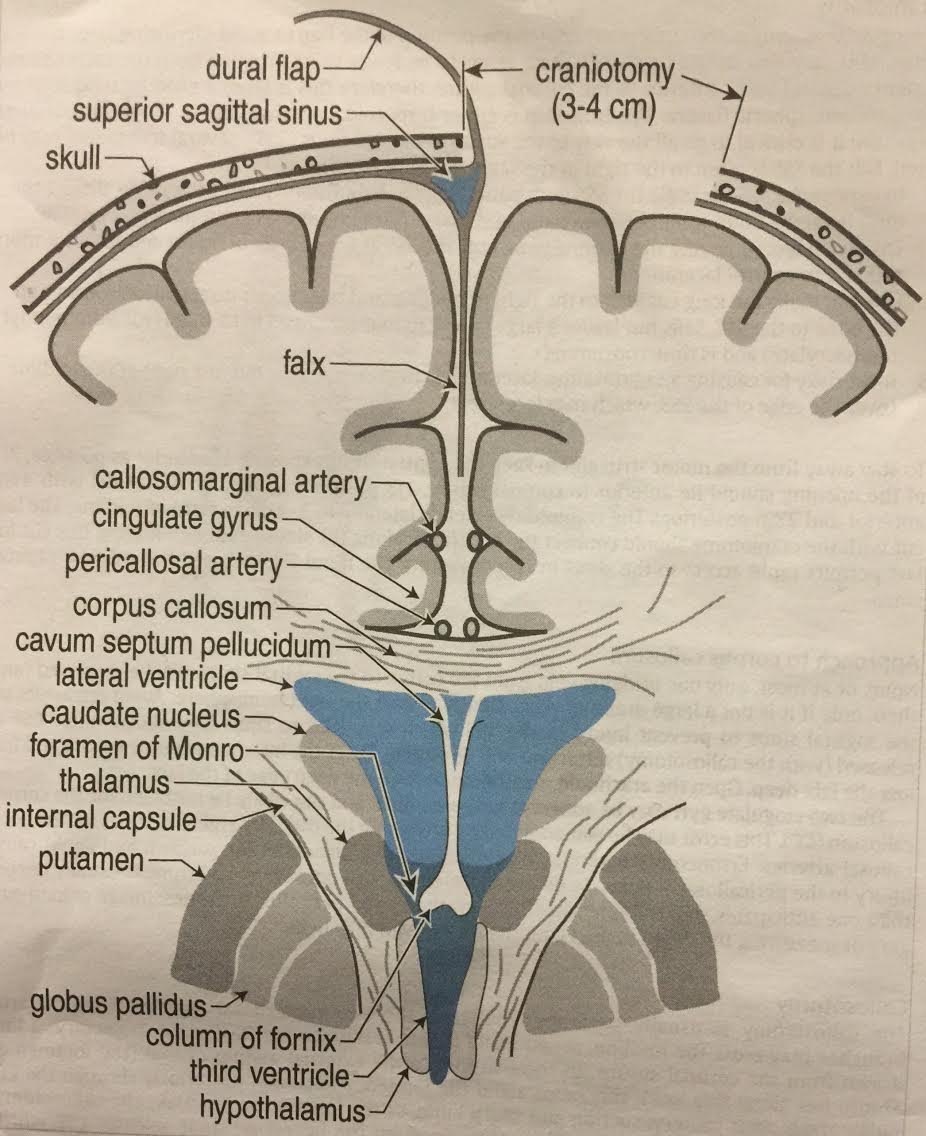 dural flap
craniotomy
(3-4 cm)
superior sagittal sinus
skull
falx
callosomarginal artery
cingulate gyrus
pericallosal artery
corpus callosum
cavum septum pellucidum
lateral ventricle
caudate nucleus
foramen of Monro
thalamus
internal capsule
putamen
globus pallidus
column of fornix
third ventricle
hypothalamus